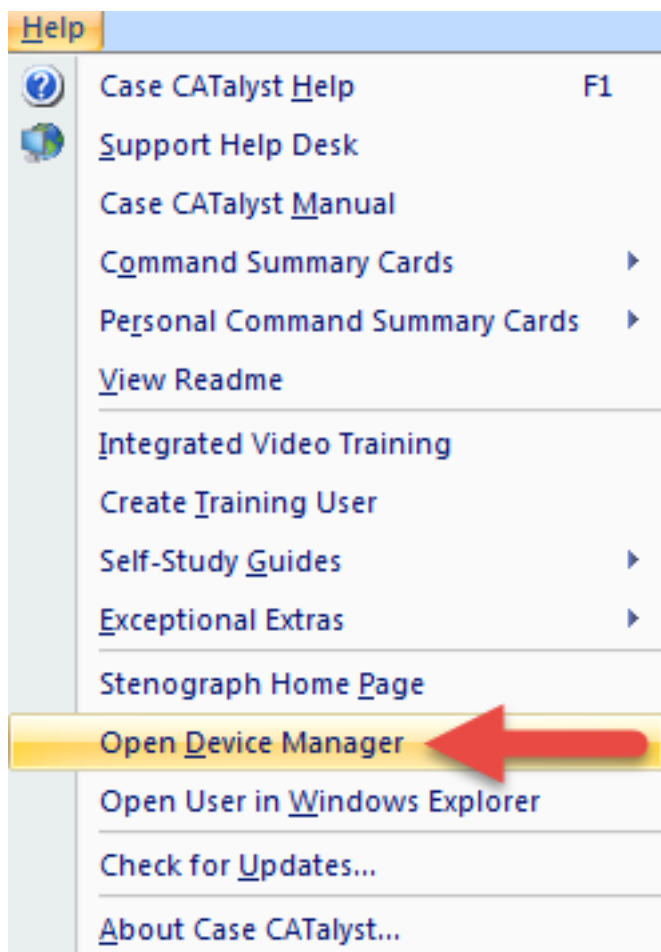 Help
Case CATalyst Help F1
Support Help Desk
Case CATalyst Manual
Command Summary Cards
Personal Command Summary Cards
View Readme
Integrated Video Training
Create Training User
Self-Study Guides
Exceptional Extras
Stenograph Home Page
Open Device Manager
Open User in Windows Explorer
Check for Updates...
About Case CATalyst...